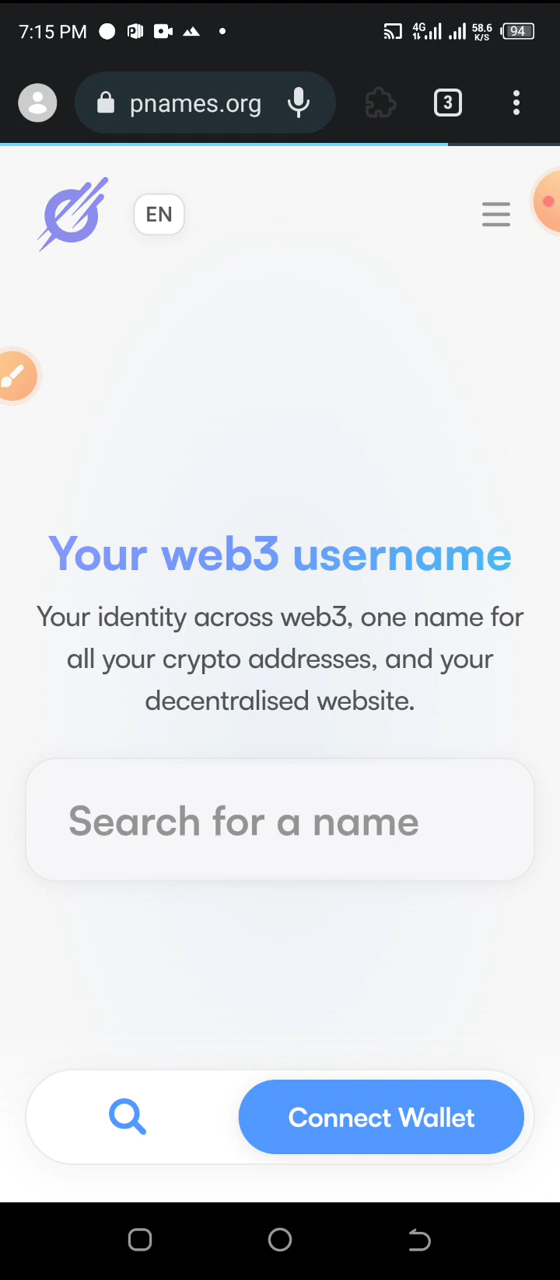 7:15 PM
4G
58.6
K/S
94
pnames.org
3
EN
Your web3 username
Your identity across web3, one name for
all your crypto addresses, and your
decentralised website.
Search for a name
Connect Wallet